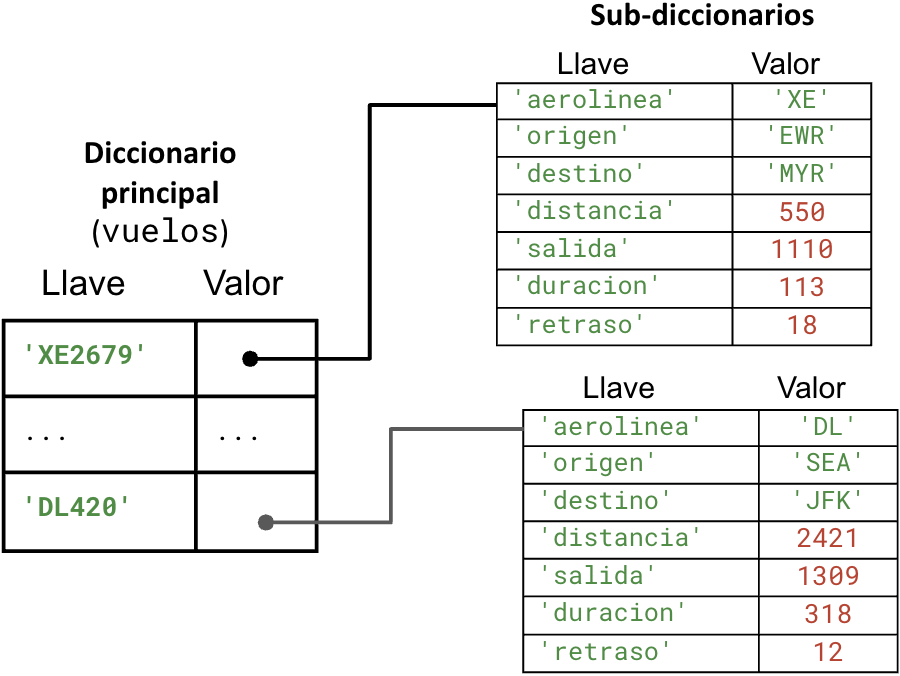 Sub-diccionarios
Llave Valor
'aerolinea' 'XE'
'origen' 'EWR'
'destino' 'MYR'
'distancia' 550
'salida' 1110
'duracion' 113
'retraso' 18
Diccionario
principal
(vuelos)
Llave Valor
'XE2679'
... ...
'DL420'
Llave Valor
'aerolinea' 'DL'
'origen' 'SEA'
'destino' 'JFK'
'distancia' 2421
'salida' 1309
'duracion' 318
'retraso' 12